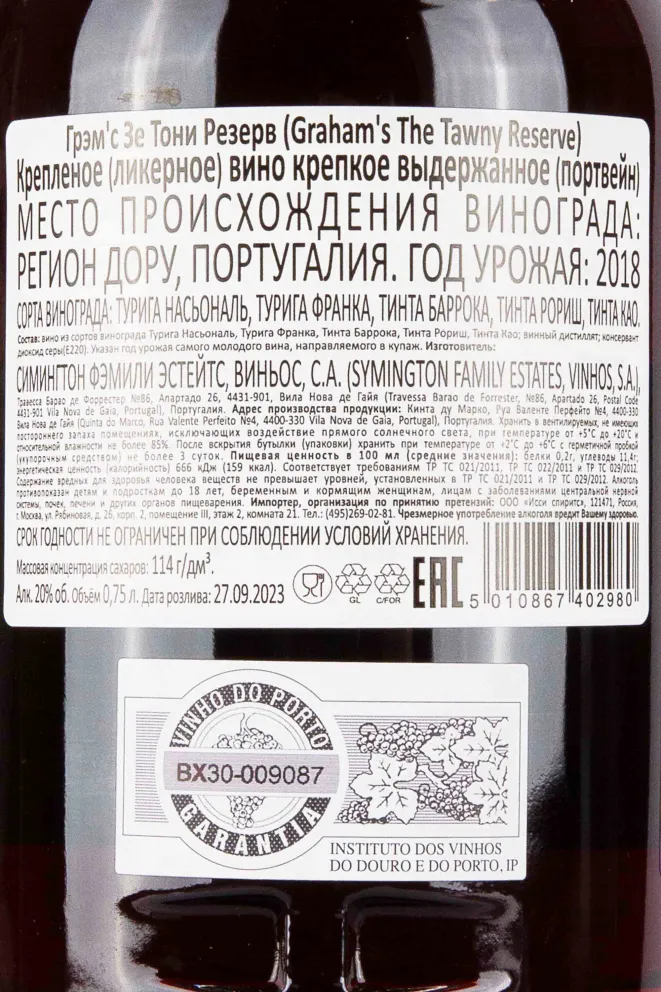 Грэм'с Зе Тони Резерв (Graham's The Tawny Reserve)
Крепленое (ликерное) вино крепкое выдержанное (портвейн)
МЕСТО ПРОИСХОЖДЕНИЯ ВИНОГРАДА:
РЕГИОН ДОРУ, ПОРТУГАЛИЯ. ГОД УРОЖАЯ: 2018
СОРТА ВИНОГРАДА: ТУРИГА НАСЬОНАЛЬ, ТУРИГА ФРАНКА, ТИНТА БАРРОКА, ТИНТА РОРИШ, ТИНТА КАО.
Состав: вино из сортов винограда Турига Насьональ, Турига Франка, Тинта Баррока, Тинта Рориш, Тинта Као; винный дистиллят; консервант
диоксид серы(Е220). Указан год урожая самого молодого вина, направляемого в купаж. Изготовитель:
СИМИНГТОН ФЭМИЛИ ЭСТЕЙТС, ВИНЬОС, С.А. (SYMINGTON FAMILY ESTATES, VINHOS, S.A.),
Травесса Барао де Форрестер №86, Апартадо 26, 4431-901, Вила Нова де Гайя (Travessa Barao de Forrester, №86, Apartado 26, Postal Code
4431-901 Vila Nova de Gaia, Portugal), Португалия. Адрес производства продукции: Кинта ду Марко, Руа Валенте Перфейто №4, 4400-330
Вила Нова де Гайя (Quinta do Marco, Rua Valente Perfeito №4, 4400-330 Vila Nova de Gaia, Portugal), Португалия. Хранить в вентилируемых, не имеющих
постороннего запаха помещениях, исключающих воздействие прямого солнечного света, при температуре от +5°С до +20°С и
относительной влажности не более 85%. После вскрытия бутылки (упаковки) хранить при температуре от +2°С до +6°С с герметичной пробкой
(укупорочным средством) не более 3 суток. Пищевая ценность в 100 мл (средние значения): белки 0,2г, углеводы 11,4г;
энергетическая ценность (калорийность) 666 кДж (159 ккал). Соответствует требованиям ТР ТС 021/2011, ТР ТС 022/2011 и ТР ТС 029/2012.
Содержание вредных для здоровья человека веществ не превышает уровней, установленных в ТР ТС 021/2011 и ТР ТС 029/2012. Алкоголь
противопоказан детям и подросткам до 18 лет, беременным и кормящим женщинам, лицам с заболеваниями центральной нервной
системы, почек, печени и других органов пищеварения. Импортер, организация по принятию претензий: ООО «Исси спиритс», 121471, Россия,
г. Москва, ул. Рябиновая, д. 26, корп. 2, помещение III, этаж 2, комната 21. Тел.: (495)269-02-81. Чрезмерное употребление алкоголя вредит Вашему здоровью.
СРОК ГОДНОСТИ НЕ ОГРАНИЧЕН ПРИ СОБЛЮДЕНИИ УСЛОВИЙ ХРАНЕНИЯ.
Массовая концентрация сахаров: 114 г/дм³.
Алк. 20% об. Объём 0,75 л. Дата розлива: 27.09.2023
GL C/FOR EAC
5 010867 402980
VINHO DO PORTO
BX30-009087
GARANTIA
INSTITUTO DOS VINHOS
DO DOURO E DO PORTO, IP